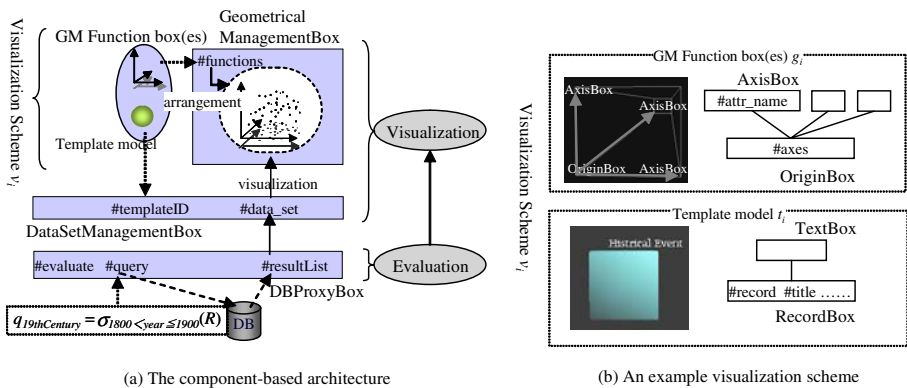 Visualization Scheme vi
GM Function box(es)
Geometrical
ManagementBox
#functions
arrangement
Template model
visualization
#templateID #data_set
DataSetManagementBox
#evaluate #query #resultList
DBProxyBox
q19thCentury = σ1800<year≦1900(R)
DB
Visualization
Evaluation
(a) The component-based architecture
Visualization Scheme vi
GM Function box(es) gi
AxisBox
AxisBox
OriginBox
AxisBox
AxisBox
#attr_name
#axes
OriginBox
Template model ti
Histrical Event
TextBox
#record #title ……
RecordBox
(b) An example visualization scheme